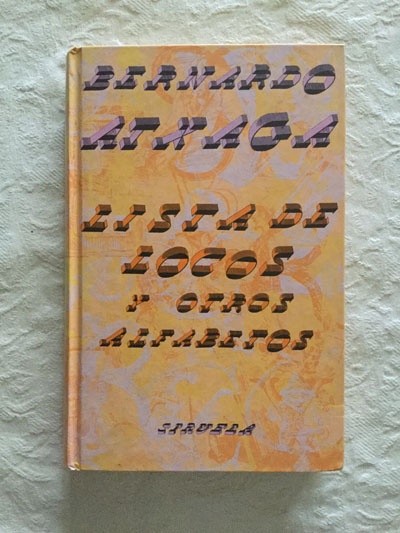 BERNARDO
ATXAGA
LISTA DE
LOCOS
Y OTROS
ALFABETOS
SIRUELA